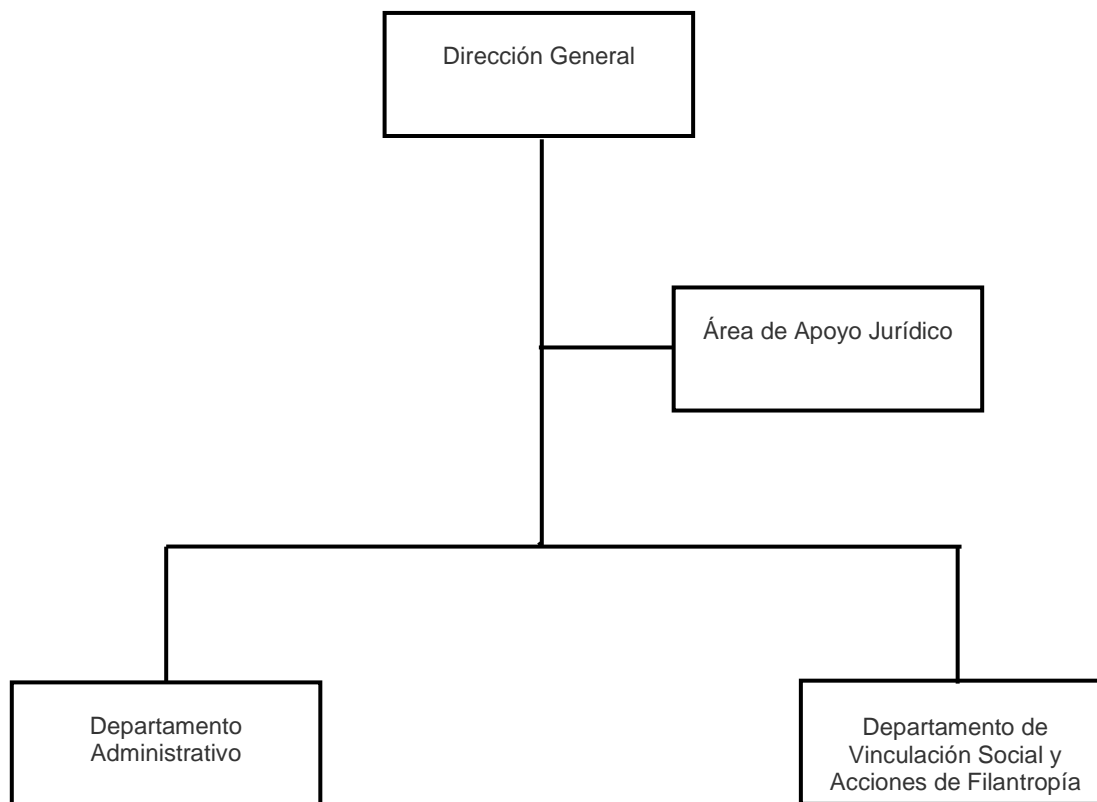 Dirección General
Área de Apoyo Jurídico
Departamento
Administrativo
Departamento de
Vinculación Social y
Acciones de Filantropía